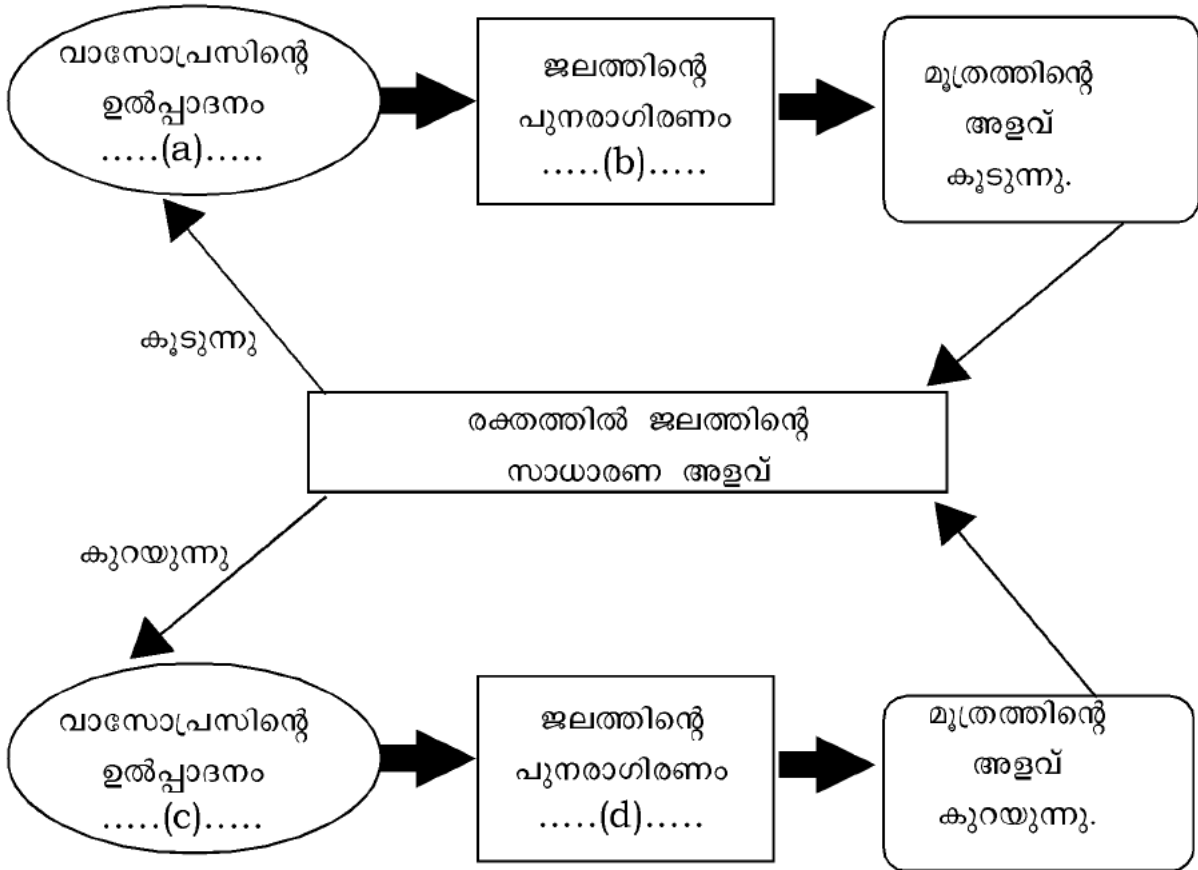 വാസോപ്രസിന്റെ
ഉൽപ്പാദനം
.....(a).....
ജലത്തിന്റെ
പുനരാഗിരണം
.....(b).....
മൂത്രത്തിന്റെ
അളവ്
കൂടുന്നു.
കൂടുന്നു
രക്തത്തിൽ ജലത്തിന്റെ
സാധാരണ അളവ്
കുറയുന്നു
വാസോപ്രസിന്റെ
ഉൽപ്പാദനം
.....(c).....
ജലത്തിന്റെ
പുനരാഗിരണം
.....(d).....
മൂത്രത്തിന്റെ
അളവ്
കുറയുന്നു.